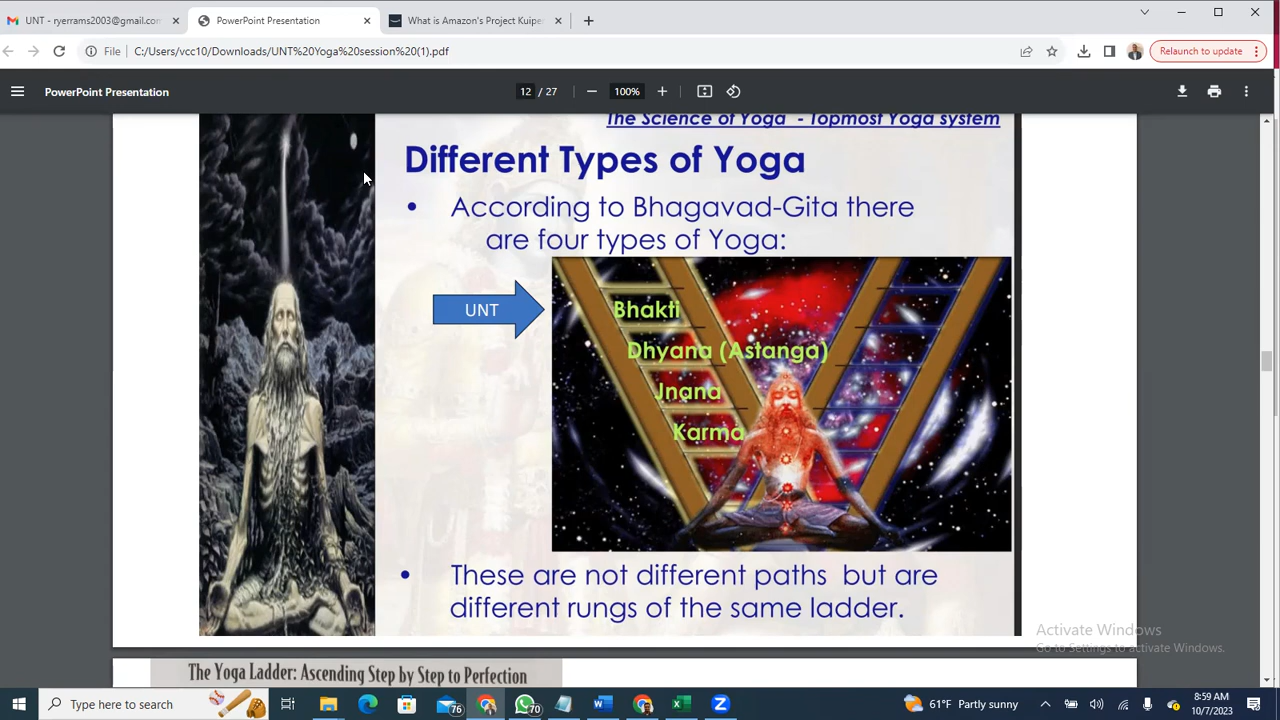 UNT - ryerrams2003@gmail.com
PowerPoint Presentation
What is Amazon's Project Kuiper
File
C:/Users/vcc10/Downloads/UNT%20Yoga%20session%20(1).pdf
Relaunch to update
PowerPoint Presentation
12 / 27
100%
The Science of Yoga - Topmost Yoga system
Different Types of Yoga
• According to Bhagavad-Gita there
are four types of Yoga:
UNT
Bhakti
Dhyana (Astanga)
Jnana
Karma
• These are not different paths but are
different rungs of the same ladder.
Activate Windows
Go to Settings to activate Windows.
The Yoga Ladder: Ascending Step by Step to Perfection
Type here to search
76
70
61°F Partly sunny
8:59 AM
10/7/2023